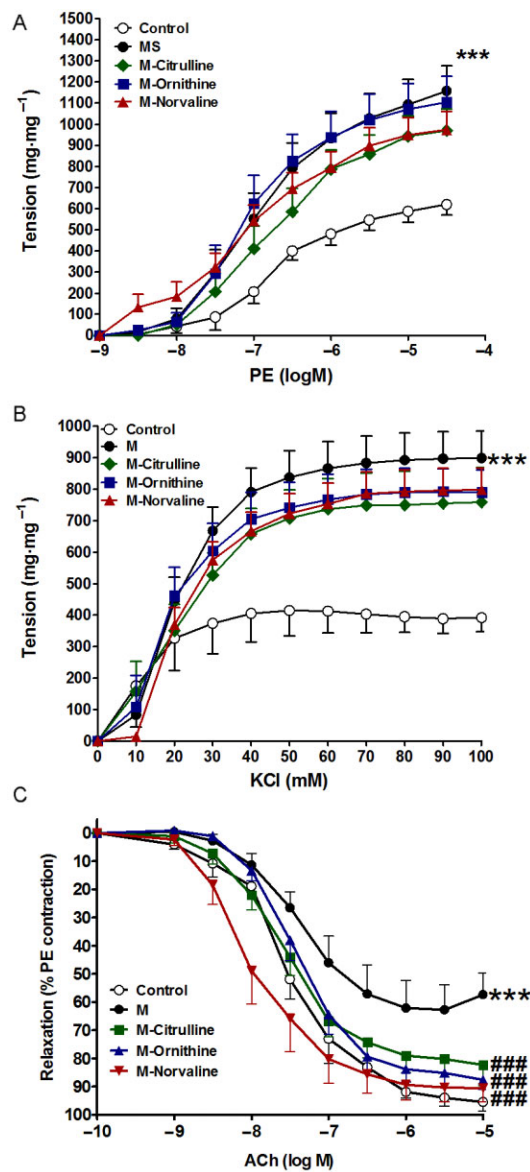 A
Control
MS
M-Citrulline
M-Ornithine
M-Norvaline
***
1500
1400
1300
1200
1100
1000
900
800
700
600
500
400
300
200
100
0
Tension (mg·mg⁻¹)
−9 −8 −7 −6 −5 −4
PE (logM)
B
Control
M
M-Citrulline
M-Ornithine
M-Norvaline
***
1000
900
800
700
600
500
400
300
200
100
0
Tension (mg·mg⁻¹)
0 10 20 30 40 50 60 70 80 90 100
KCl (mM)
C
0
10
20
30
40
50
60
70
80
90
100
Relaxation (% PE contraction)
Control
M
M-Citrulline
M-Ornithine
M-Norvaline
***
###
###
###
−10 −9 −8 −7 −6 −5
ACh (log M)